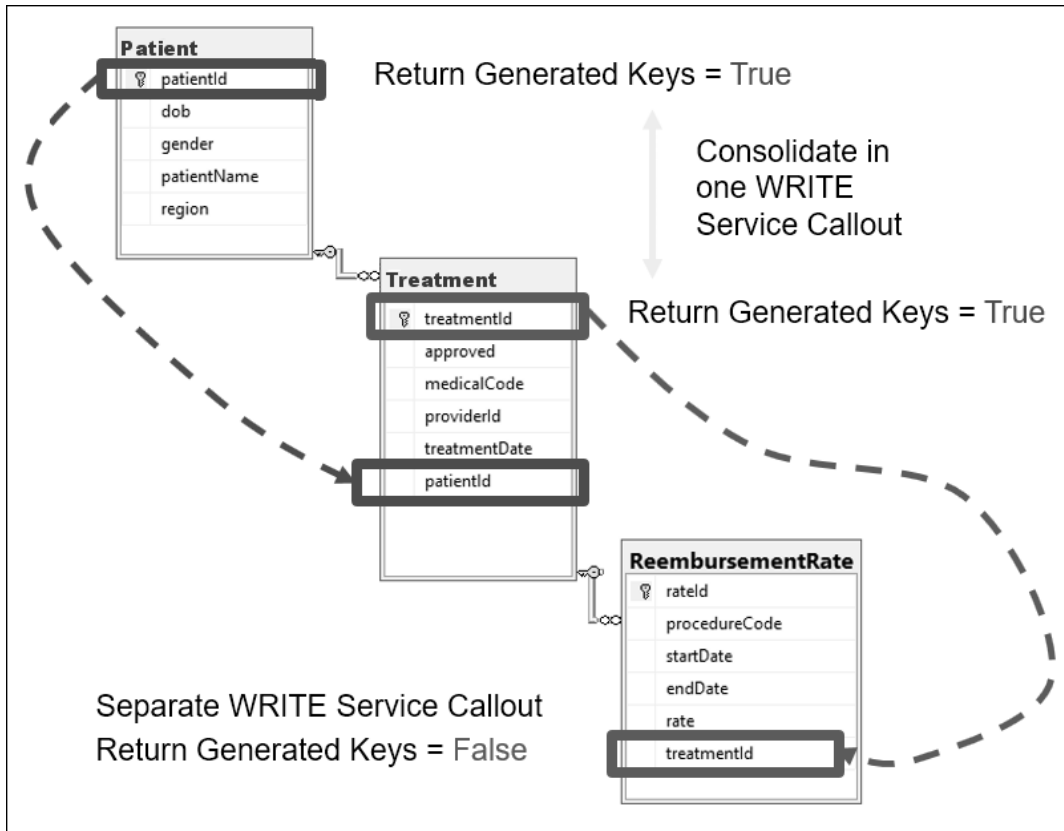 Patient
patientId
dob
gender
patientName
region
Return Generated Keys = True
Consolidate in
one WRITE
Service Callout
Treatment
treatmentId
approved
medicalCode
providerId
treatmentDate
patientId
Return Generated Keys = True
ReembursementRate
rateId
procedureCode
startDate
endDate
rate
treatmentId
Separate WRITE Service Callout
Return Generated Keys = False